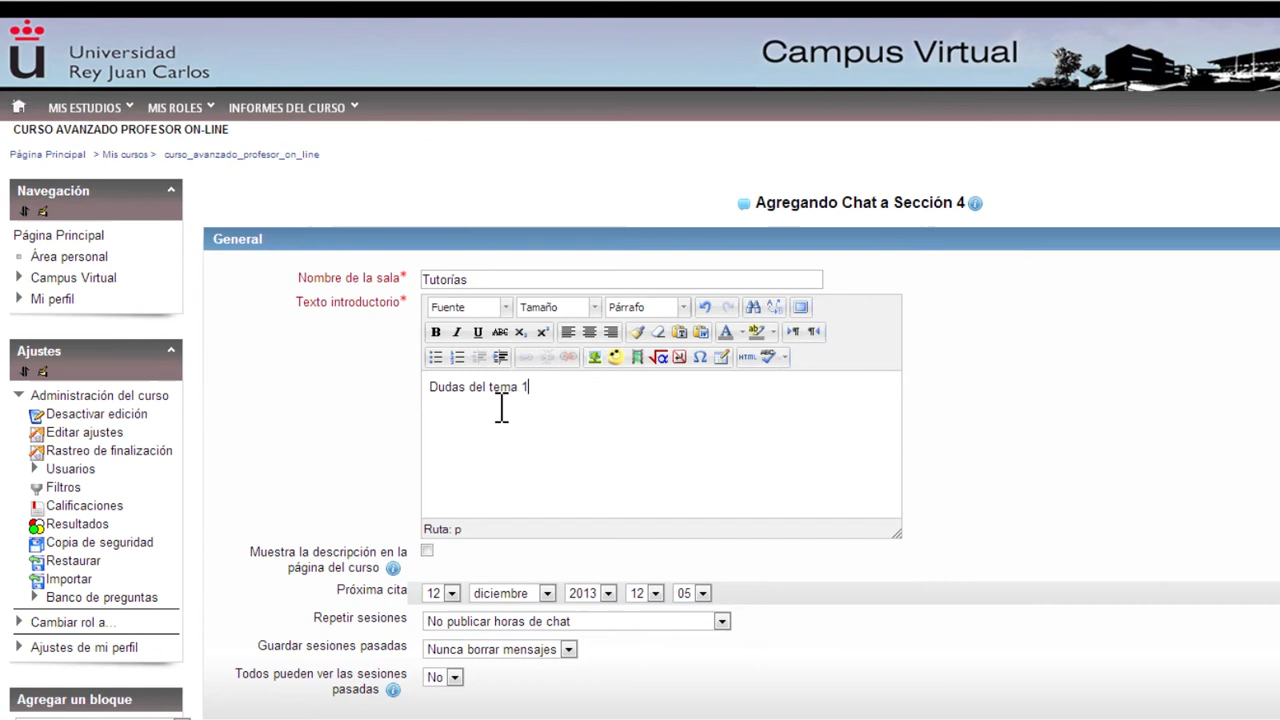 Universidad
Rey Juan Carlos
Campus Virtual
MIS ESTUDIOS MIS ROLES INFORMES DEL CURSO
CURSO AVANZADO PROFESOR ON-LINE
Página Principal > Mis cursos > curso_avanzado_profesor_on_line
Navegación
Página Principal
Área personal
Campus Virtual
Mi perfil
Ajustes
Administración del curso
Desactivar edición
Editar ajustes
Rastreo de finalización
Usuarios
Filtros
Calificaciones
Resultados
Copia de seguridad
Restaurar
Importar
Banco de preguntas
Cambiar rol a...
Ajustes de mi perfil
Agregar un bloque
Agregando Chat a Sección 4
General
Nombre de la sala* Tutorías
Texto introductorio*
Fuente Tamaño Párrafo
B I U ABC X₂ X²
HTML
Dudas del tema 1
Ruta: p
Muestra la descripción en la
página del curso
Próxima cita 12 diciembre 2013 12 05
Repetir sesiones No publicar horas de chat
Guardar sesiones pasadas Nunca borrar mensajes
Todos pueden ver las sesiones
pasadas No